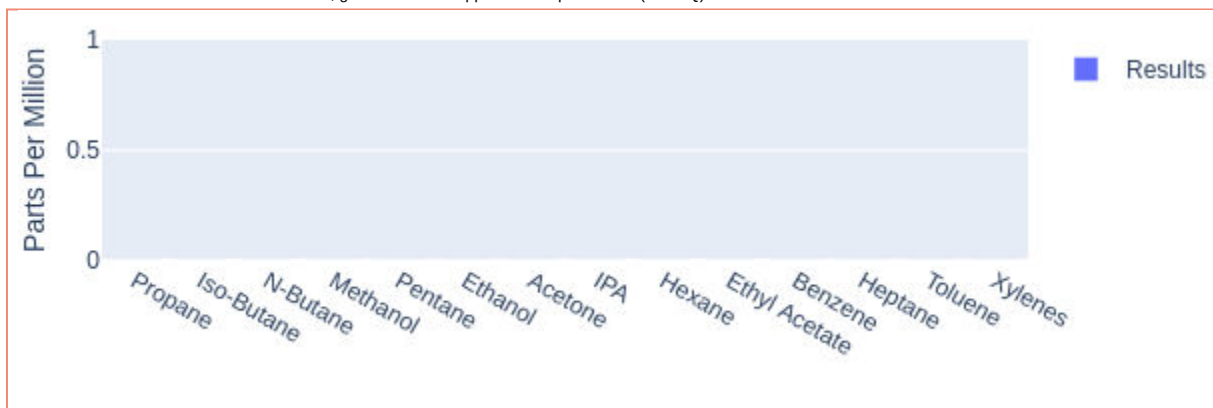 1
Results
Parts Per Million
0.5
0
Propane
Iso-Butane
N-Butane
Methanol
Pentane
Ethanol
Acetone
IPA
Hexane
Ethyl Acetate
Benzene
Heptane
Toluene
Xylenes